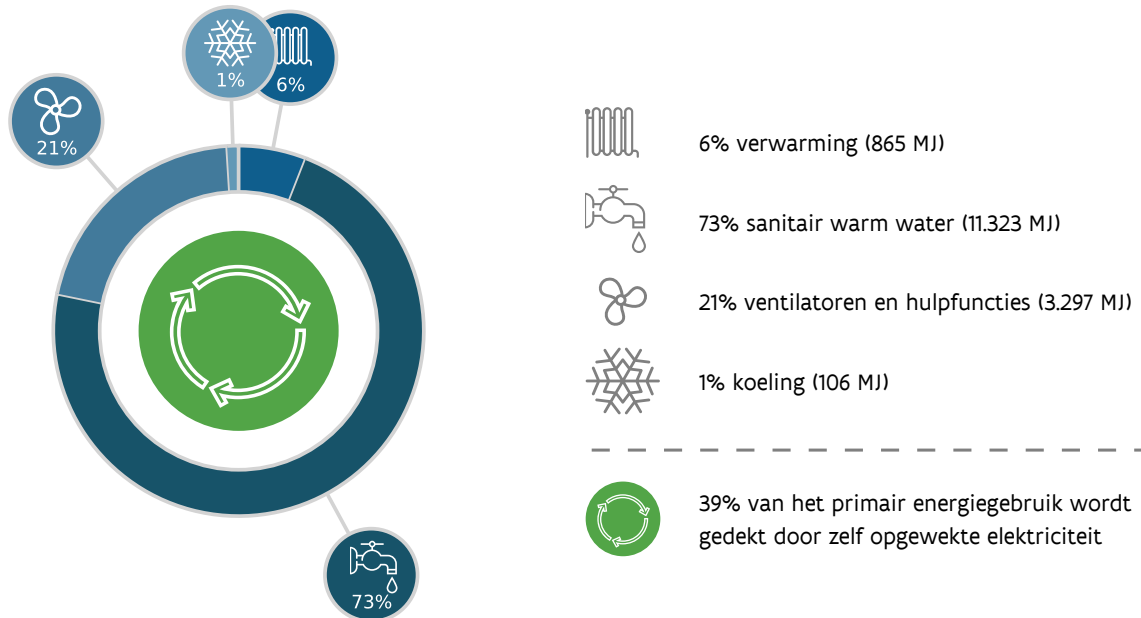 1%
6%
21%
73%
6% verwarming (865 MJ)
73% sanitair warm water (11.323 MJ)
21% ventilatoren en hulpfuncties (3.297 MJ)
1% koeling (106 MJ)
39% van het primair energiegebruik wordt
gedekt door zelf opgewekte elektriciteit